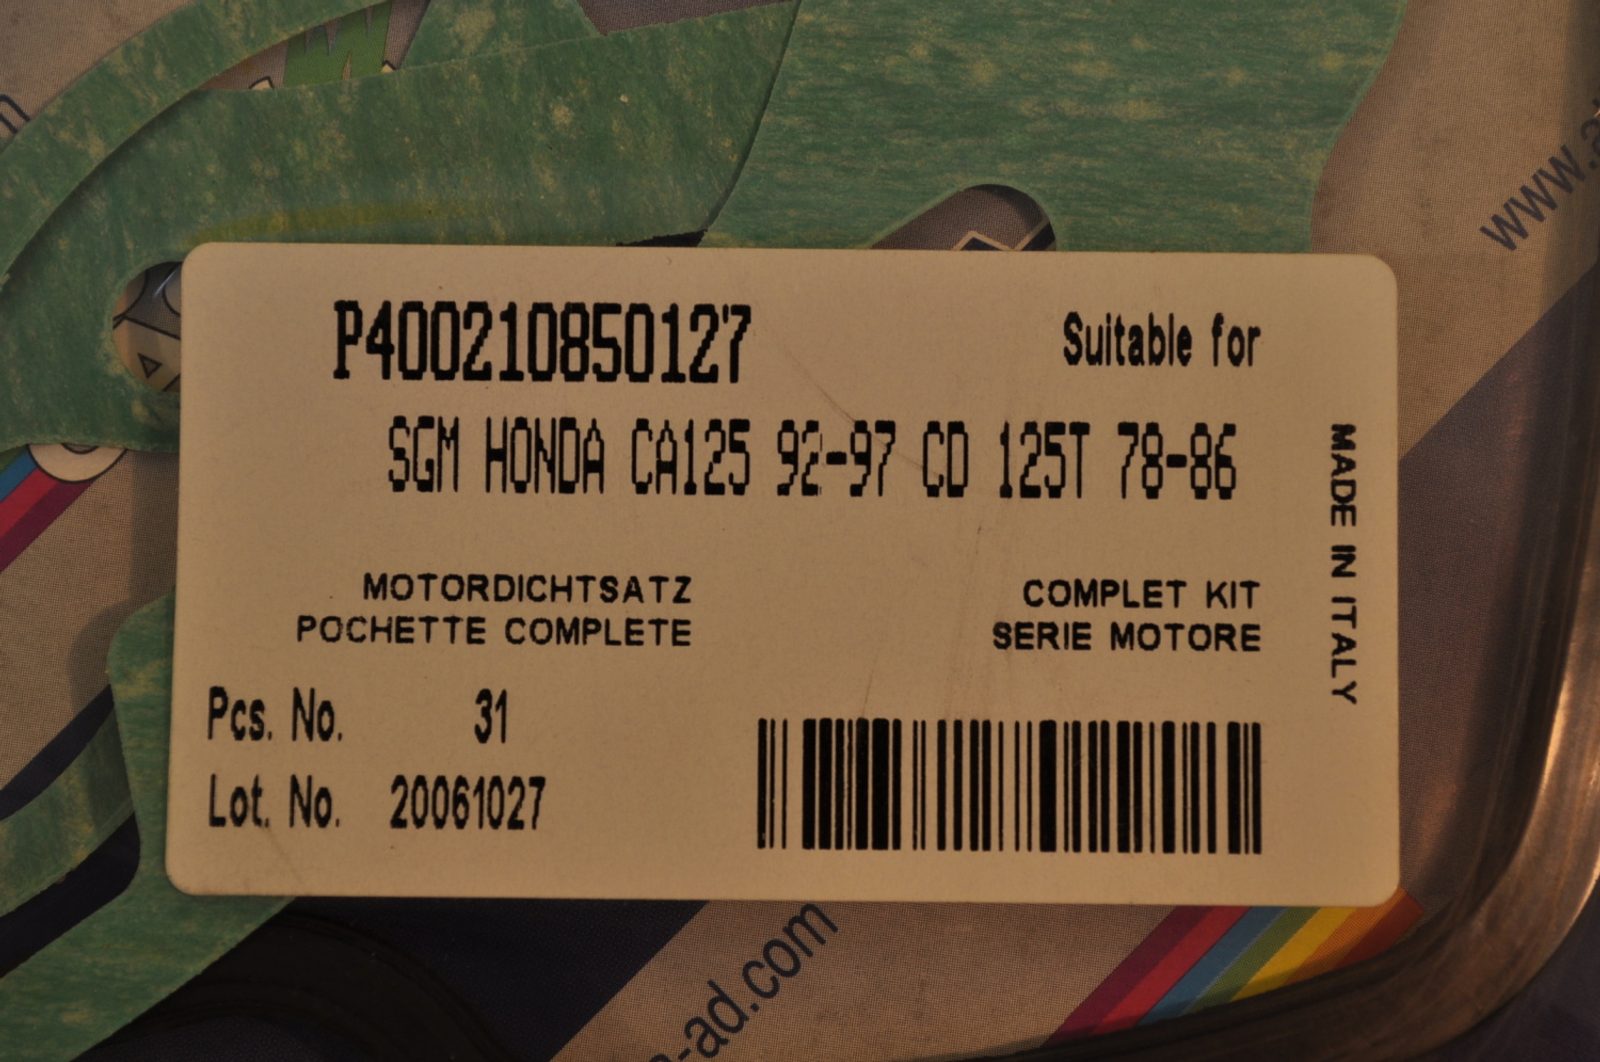 P400210850127
Suitable for
SGM HONDA CA125 92-97 CD 125T 78-86
MOTORDICHTSATZ
POCHETTE COMPLETE
COMPLET KIT
SERIE MOTORE
MADE IN ITALY
Pcs. No. 31
Lot. No. 20061027
www.a
-ad.com